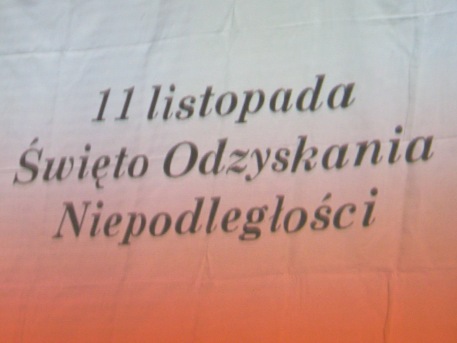 11 listopada
Święto Odzyskania
Niepodległości